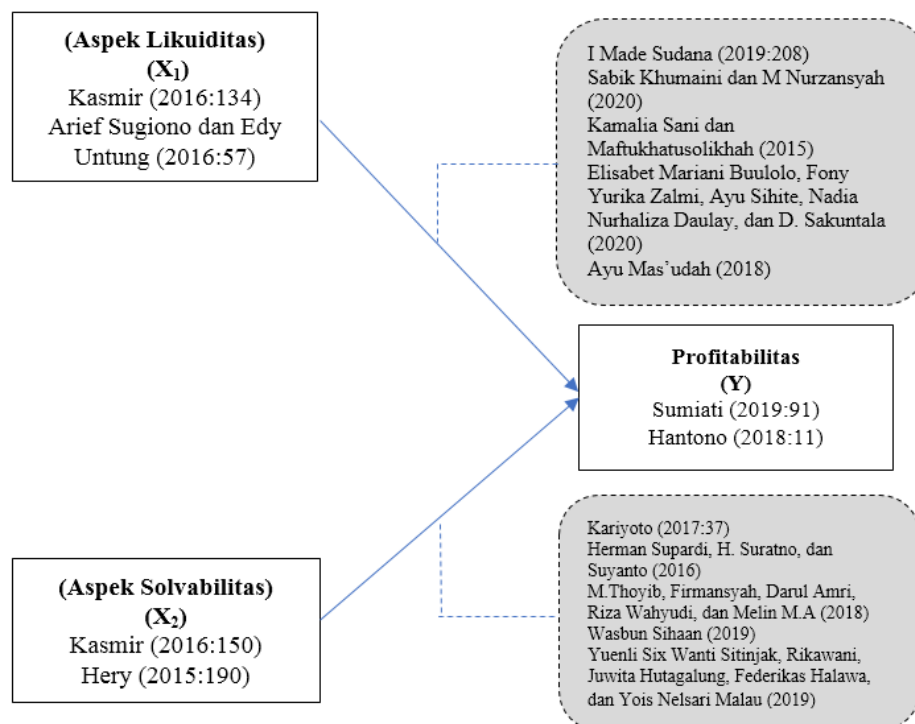 (Aspek Likuiditas)
(X₁)
Kasmir (2016:134)
Arief Sugiono dan Edy
Untung (2016:57)
I Made Sudana (2019:208)
Sabik Khumaini dan M Nurzansyah
(2020)
Kamalia Sani dan
Maftukhatusolikhah (2015)
Elisabet Mariani Buulolo, Fony
Yurika Zalmi, Ayu Sihite, Nadia
Nurhaliza Daulay, dan D. Sakuntala
(2020)
Ayu Mas’udah (2018)
Profitabilitas
(Y)
Sumiati (2019:91)
Hantono (2018:11)
(Aspek Solvabilitas)
(X₂)
Kasmir (2016:150)
Hery (2015:190)
Kariyoto (2017:37)
Herman Supardi, H. Suratno, dan
Suyanto (2016)
M.Thoyib, Firmansyah, Darul Amri,
Riza Wahyudi, dan Melin M.A (2018)
Wasbun Sihaan (2019)
Yuenli Six Wanti Sitinjak, Rikawani,
Juwita Hutagalung, Federikas Halawa,
dan Yois Nelsari Malau (2019)